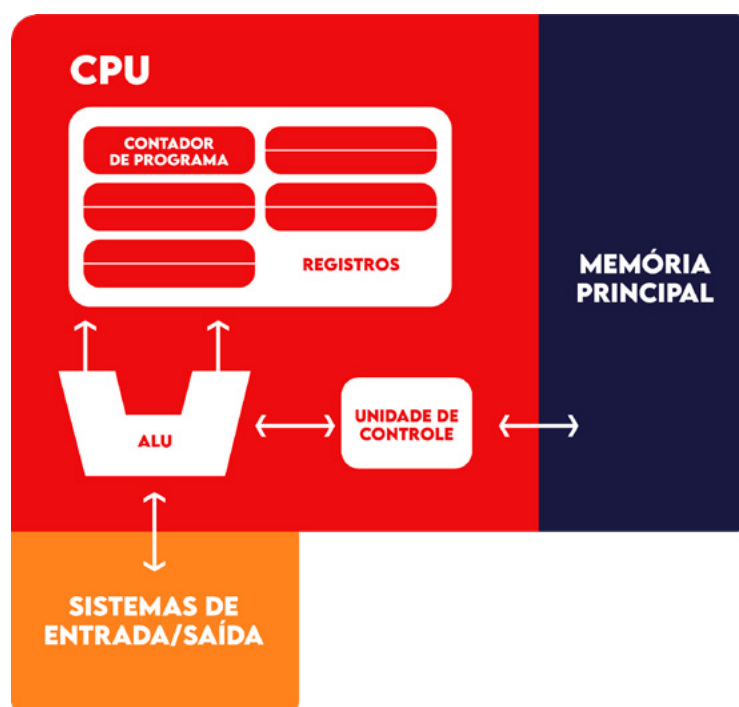 CPU
CONTADOR
DE PROGRAMA
REGISTROS
MEMÓRIA
PRINCIPAL
ALU
UNIDADE DE
CONTROLE
SISTEMAS DE
ENTRADA/SAÍDA